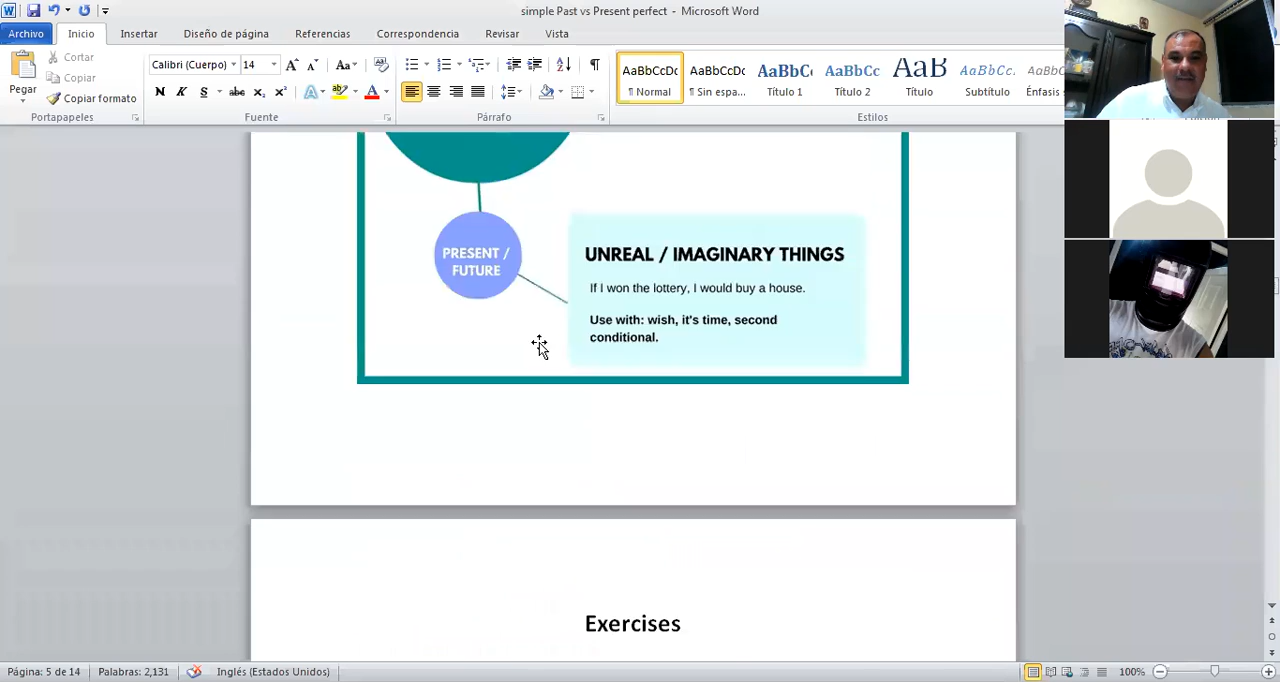 simple Past vs Present perfect - Microsoft Word
Archivo Inicio Insertar Diseño de página Referencias Correspondencia Revisar Vista
Pegar
Cortar
Copiar
Copiar formato
Portapapeles
Calibri (Cuerpo) 14
Fuente
Párrafo
AaBbCcDc AaBbCcDc AaBbC AaBbCc AaB AaBbCc. AaBbCc
¶ Normal ¶ Sin espa... Título 1 Título 2 Título Subtítulo Énfasis
Estilos
PRESENT /
FUTURE
UNREAL / IMAGINARY THINGS
If I won the lottery, I would buy a house.
Use with: wish, it's time, second
conditional.
Exercises
Página: 5 de 14 Palabras: 2,131 Inglés (Estados Unidos) 100%